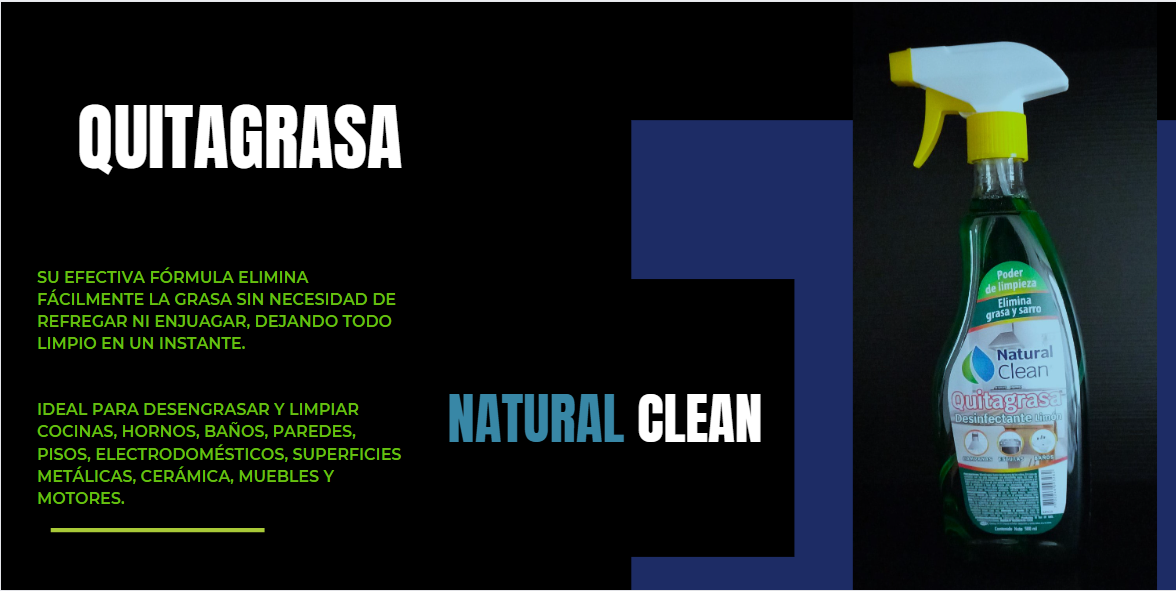 QUITAGRASA
SU EFECTIVA FÓRMULA ELIMINA
FÁCILMENTE LA GRASA SIN NECESIDAD DE
REFREGAR NI ENJUAGAR, DEJANDO TODO
LIMPIO EN UN INSTANTE.
IDEAL PARA DESENGRASAR Y LIMPIAR
COCINAS, HORNOS, BAÑOS, PAREDES,
PISOS, ELECTRODOMÉSTICOS, SUPERFICIES
METÁLICAS, CERÁMICA, MUEBLES Y
MOTORES.
NATURAL CLEAN
Poder
de limpieza
Elimina
grasa y sarro
Natural
Clean
Quitagrasa
Desinfectante Limón